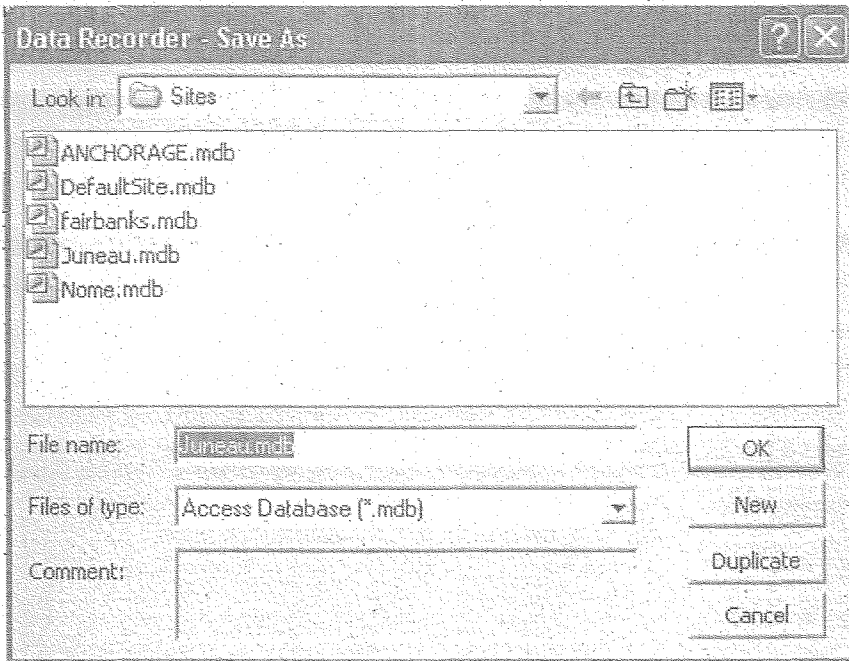 Data Recorder - Save As
Look in: Sites
ANCHORAGE.mdb
DefaultSite.mdb
fairbanks.mdb
Juneau.mdb
Nome.mdb
File name: Juneau.mdb
OK
Files of type: Access Database (*.mdb)
New
Comment:
Duplicate
Cancel